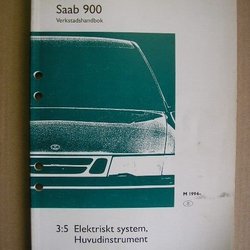 Saab 900
Verkstadshandbok
M 1994-
3:5 Elektriskt system,
Huvudinstrument